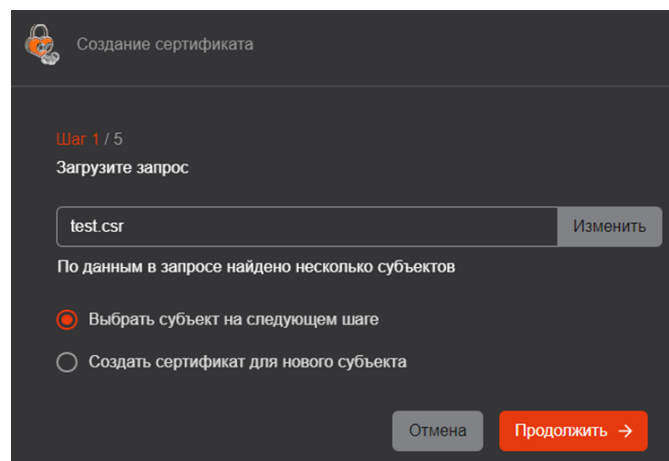 Создание сертификата
Шаг 1 / 5
Загрузите запрос
test.csr
Изменить
По данным в запросе найдено несколько субъектов
Выбрать субъект на следующем шаге
Создать сертификат для нового субъекта
Отмена
Продолжить →